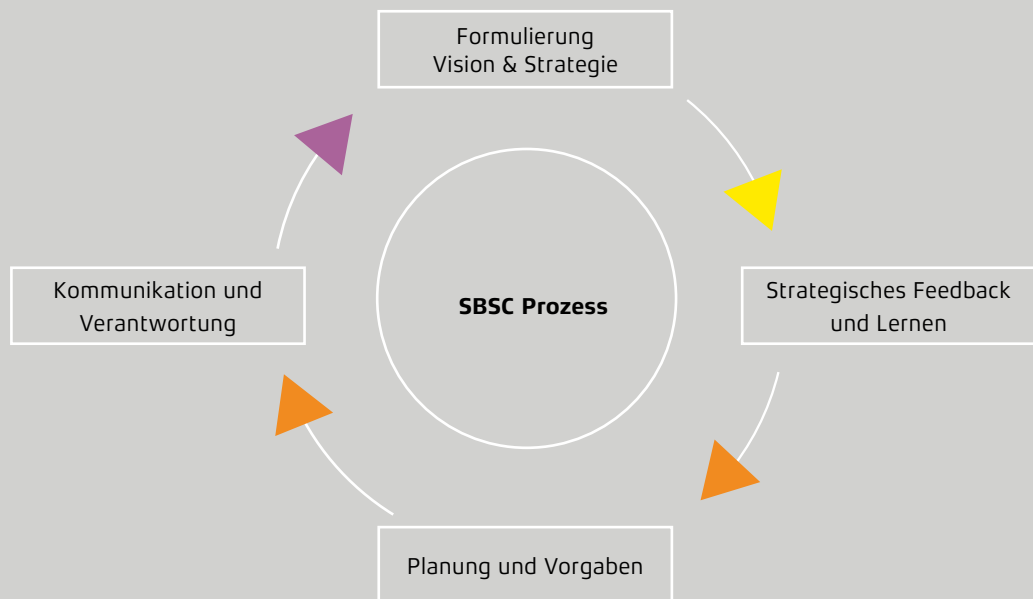 Formulierung
Vision & Strategie
Kommunikation und
Verantwortung
SBSC Prozess
Strategisches Feedback
und Lernen
Planung und Vorgaben